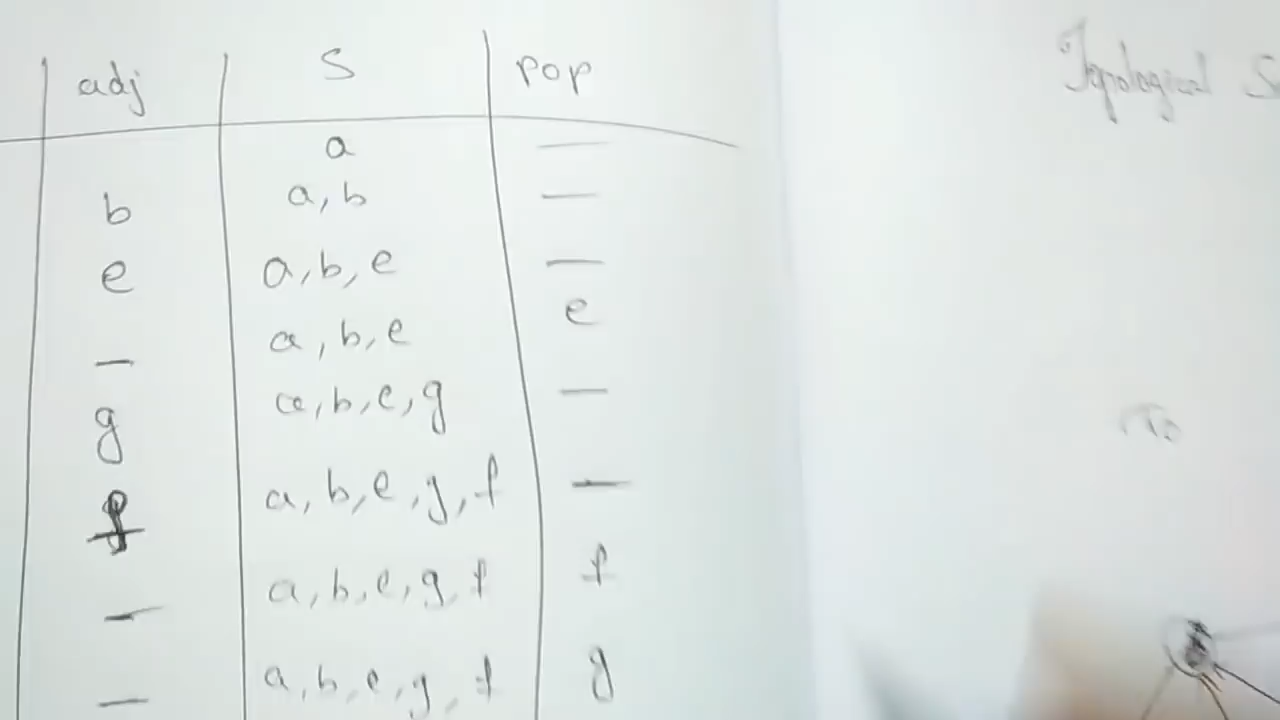 adj S pop
a —
b a, b —
e a, b, e —
— a, b, e e
g a, b, e, g —
f a, b, e, g, f —
— a, b, e, g, f f
— a, b, e, g, f g
Topological